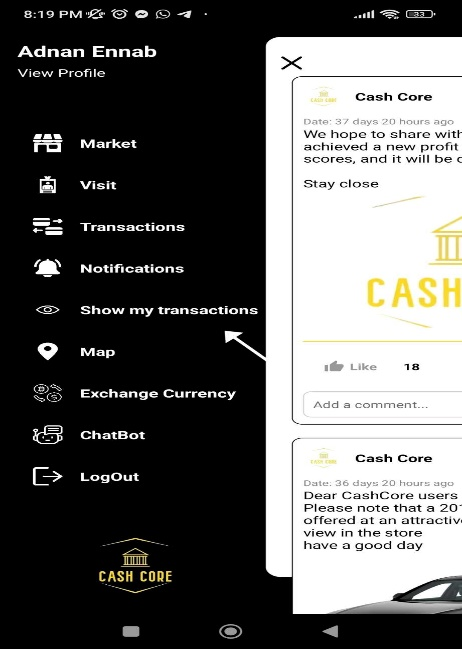 8:19 PM
33
Adnan Ennab
View Profile
Market
Visit
Transactions
Notifications
Show my transactions
Map
Exchange Currency
ChatBot
LogOut
CASH CORE
Cash Core
Date: 37 days 20 hours ago
We hope to share with
achieved a new profit
scores, and it will be c
Stay close
CASH
Like 18
Add a comment...
Cash Core
Date: 36 days 20 hours ago
Dear CashCore users
Please note that a 201
offered at an attractive
view in the store
have a good day